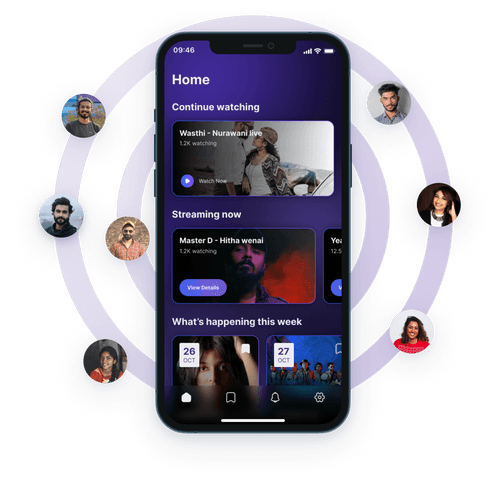 09:46
Home
Continue watching
Wasthi - Nurawani live
1.2K watching
Watch Now
Streaming now
Master D - Hitha wenai
1.2K watching
View Details
Yea
12.5
V
What's happening this week
26
OCT
27
OCT